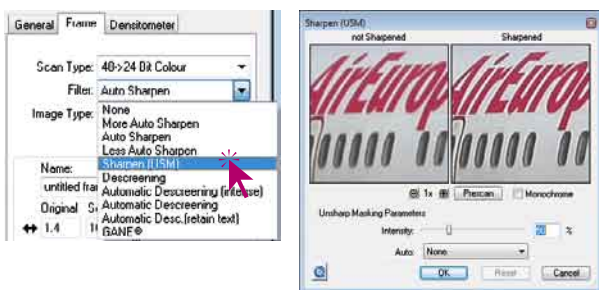 General Frame Densitometer
Scan Type: 48->24 Bit Colour
Filter: Auto Sharpen
Image Type: None
More Auto Sharpen
Auto Sharpen
Less Auto Sharpen
Sharpen (USM)
Descreening
Automatic Descreening (intense)
Automatic Descreening
Automatic Desc.(retain text)
GANE®
Name:
untitled fra
Original
1.4
Sharpen (USM)
not Sharpened Sharpened
AirEurop AirEurop
1x Prescan Monochrome
Unsharp Masking Parameters
Intensity: %
Auto: None
OK Reset Cancel